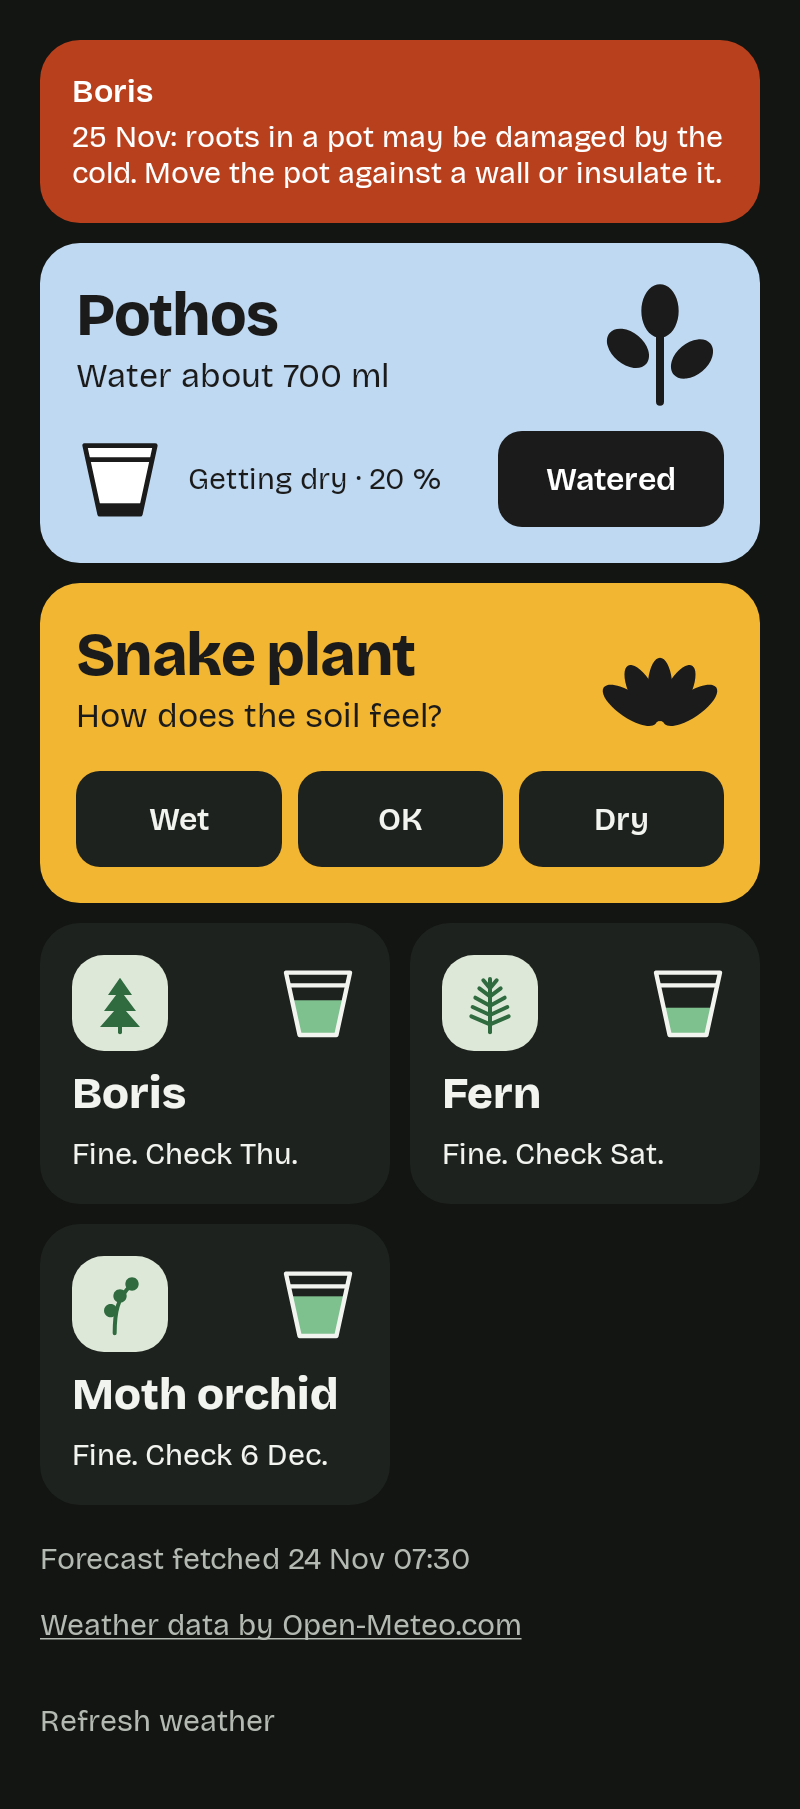 Boris
25 Nov: roots in a pot may be damaged by the
cold. Move the pot against a wall or insulate it.
Pothos
Water about 700 ml
Getting dry · 20 %
Watered
Snake plant
How does the soil feel?
Wet
OK
Dry
Boris
Fine. Check Thu.
Fern
Fine. Check Sat.
Moth orchid
Fine. Check 6 Dec.
Forecast fetched 24 Nov 07:30
Weather data by Open-Meteo.com
Refresh weather